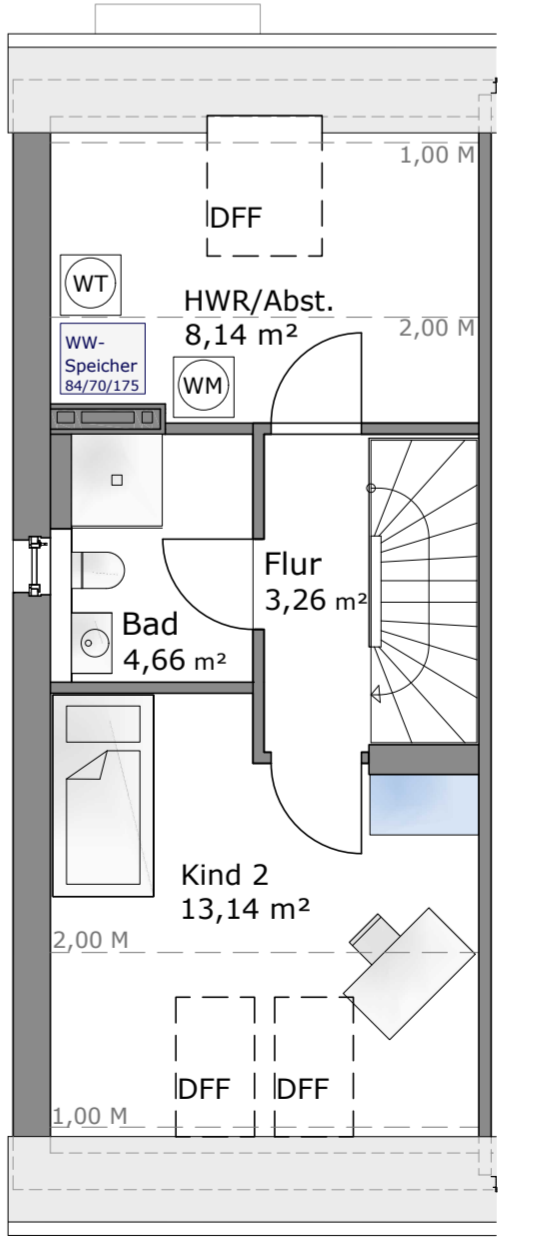 1,00 M
DFF
WT
HWR/Abst.
8,14 m²
2,00 M
WW-
Speicher
84/70/175
WM
Flur
3,26 m²
Bad
4,66 m²
Kind 2
13,14 m²
2,00 M
DFF DFF
1,00 M